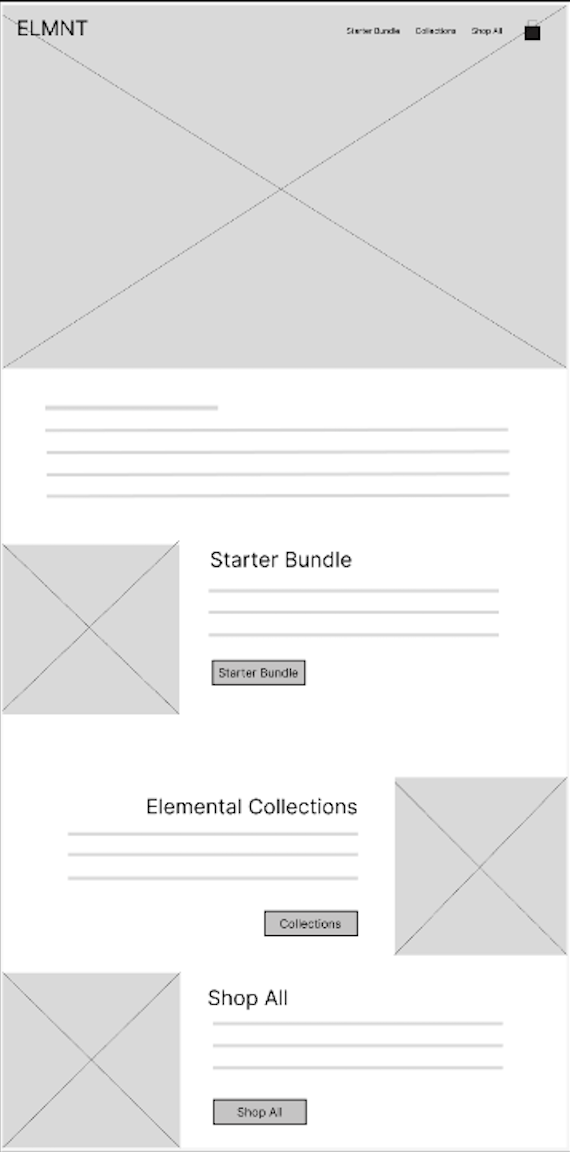 ELMNT
Starter Bundle Collections Shop All
Starter Bundle
Starter Bundle
Elemental Collections
Collections
Shop All
Shop All